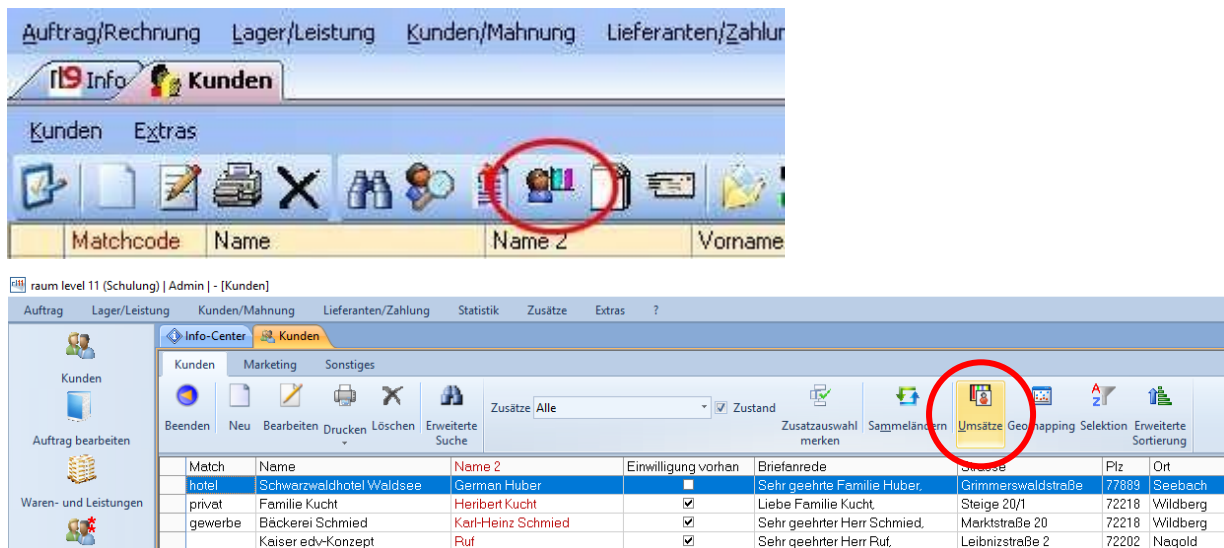 Auftrag/Rechnung Lager/Leistung Kunden/Mahnung Lieferanten/Zahlun
Info Kunden
Kunden Extras
Matchcode Name Name 2 Vorname
raum level 11 (Schulung) | Admin | - [Kunden]
Auftrag Lager/Leistung Kunden/Mahnung Lieferanten/Zahlung Statistik Zusätze Extras ?
Info-Center Kunden
Kunden Marketing Sonstiges
Kunden
Zusätze Alle Zustand
Beenden Neu Bearbeiten Drucken Löschen Erweiterte Suche Zusatzauswahl merken Sammeländern Umsätze Geomapping Selektion Erweiterte Sortierung
Auftrag bearbeiten
Match Name Name 2 Einwilligung vorhan Briefanrede Strasse Plz Ort
hotel Schwarzwaldhotel Waldsee German Huber Sehr geehrte Familie Huber, Grimmerswaldstraße 77889 Seebach
privat Familie Kucht Heribert Kucht Liebe Familie Kucht, Steige 20/1 72218 Wildberg
Waren- und Leistungen
gewerbe Bäckerei Schmied Karl-Heinz Schmied Sehr geehrter Herr Schmied, Marktstraße 20 72218 Wildberg
Kaiser edv-Konzept Ruf Sehr geehrter Herr Ruf, Leibnizstraße 2 72202 Nagold